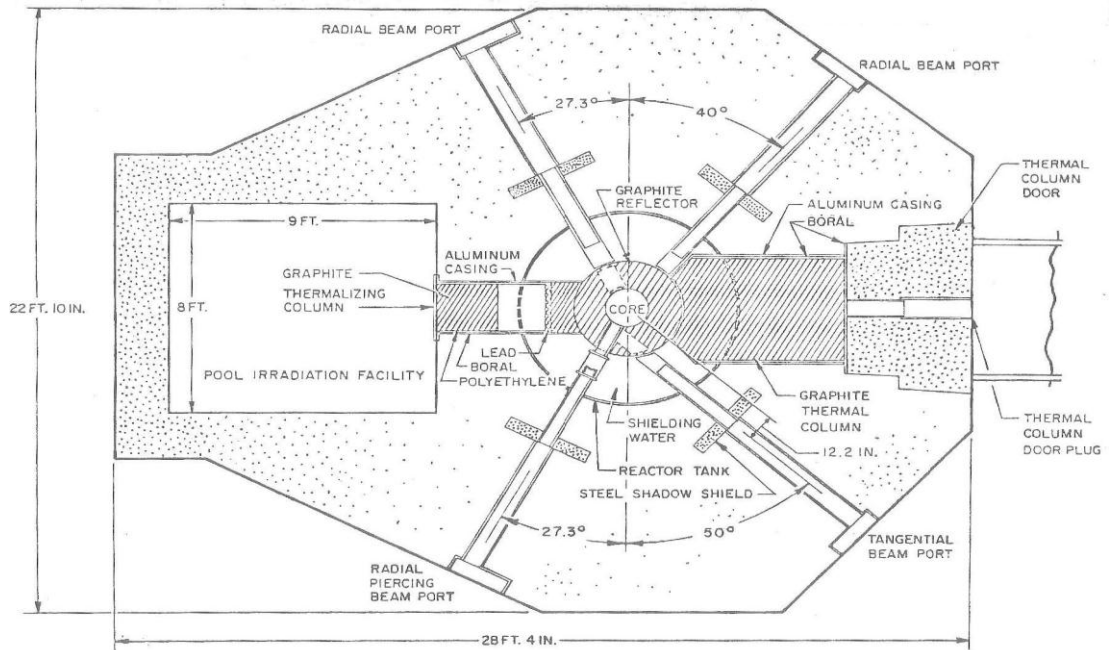 RADIAL BEAM PORT
RADIAL BEAM PORT
27.3°
40°
THERMAL
COLUMN
DOOR
GRAPHITE
REFLECTOR
ALUMINUM CASING
BORAL
9 FT.
ALUMINUM
CASING
GRAPHITE
THERMALIZING
COLUMN
22 FT. 10 IN.
8 FT.
CORE
LEAD
BORAL
POLYETHYLENE
POOL IRRADIATION FACILITY
SHIELDING
WATER
GRAPHITE
THERMAL
COLUMN
THERMAL
COLUMN
DOOR PLUG
12.2 IN.
REACTOR TANK
STEEL SHADOW SHIELD
27.3°
50°
TANGENTIAL
BEAM PORT
RADIAL
PIERCING
BEAM PORT
28 FT. 4 IN.